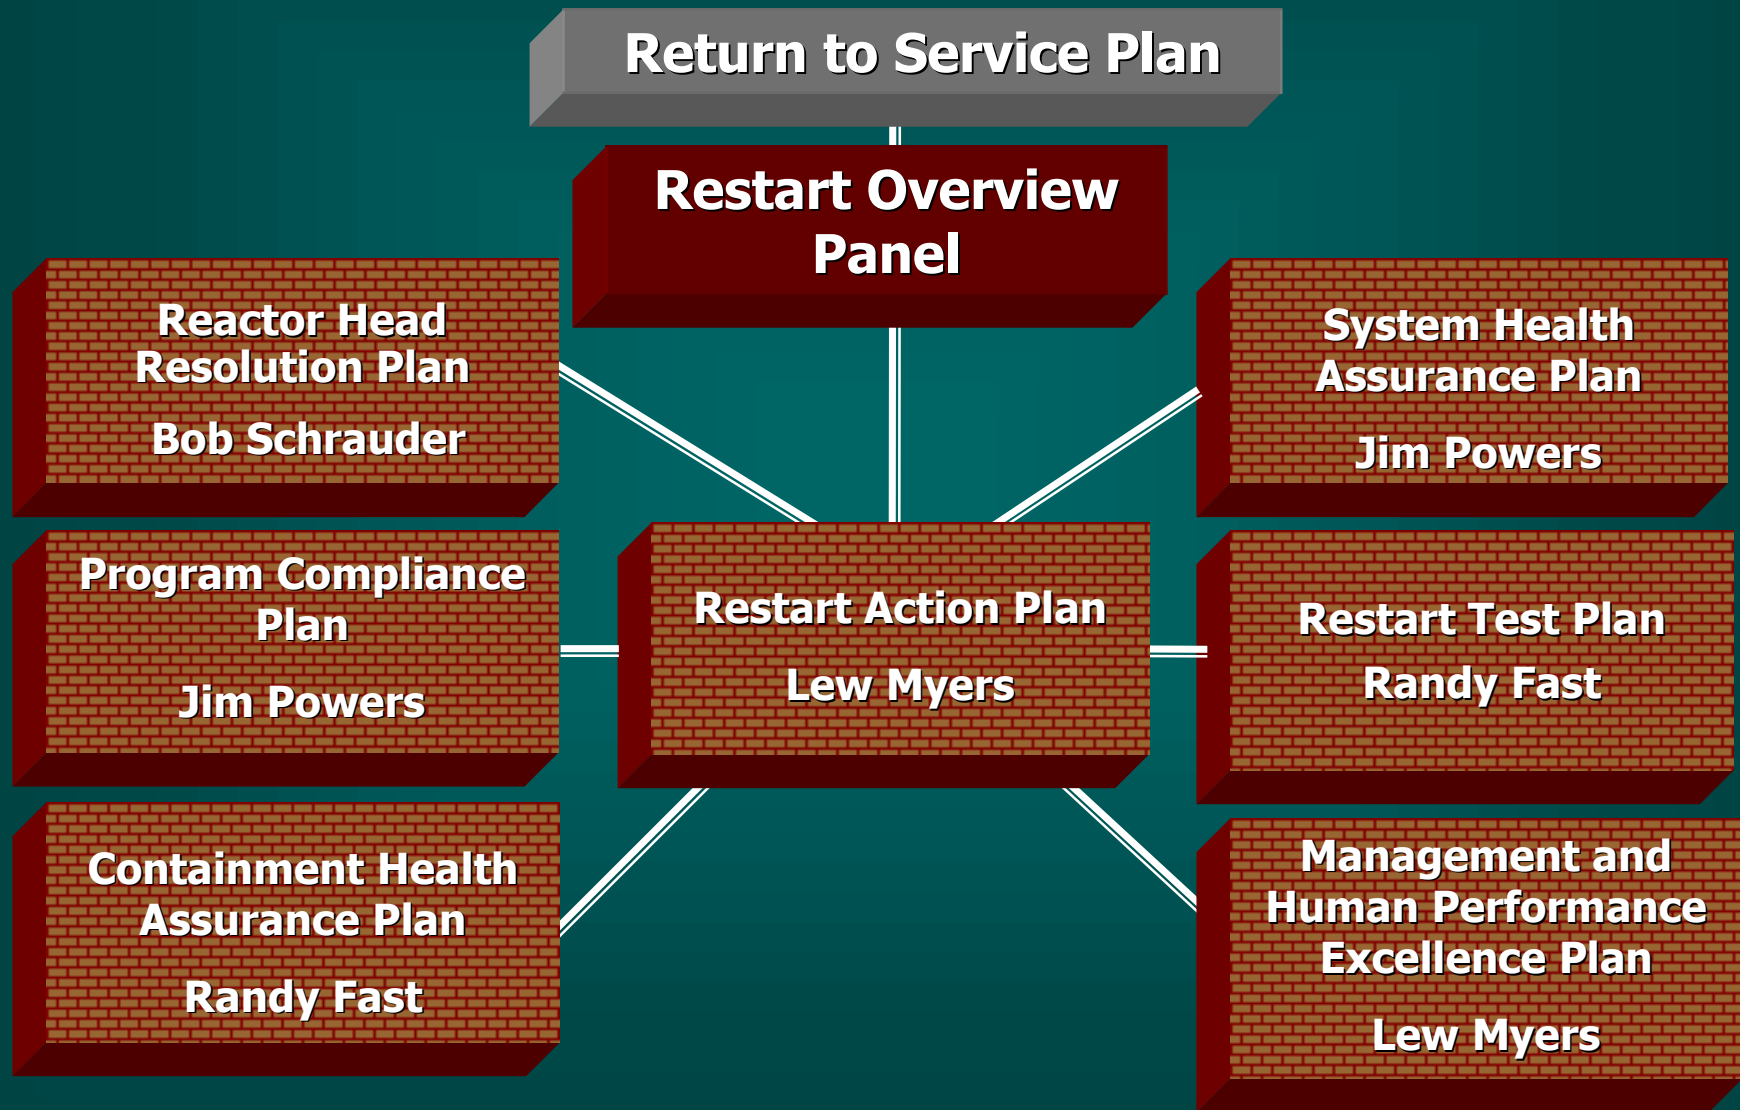 Return to Service Plan
Restart Overview
Panel
Reactor Head
Resolution Plan
Bob Schrauder
System Health
Assurance Plan
Jim Powers
Program Compliance
Plan
Jim Powers
Restart Action Plan
Lew Myers
Restart Test Plan
Randy Fast
Containment Health
Assurance Plan
Randy Fast
Management and
Human Performance
Excellence Plan
Lew Myers